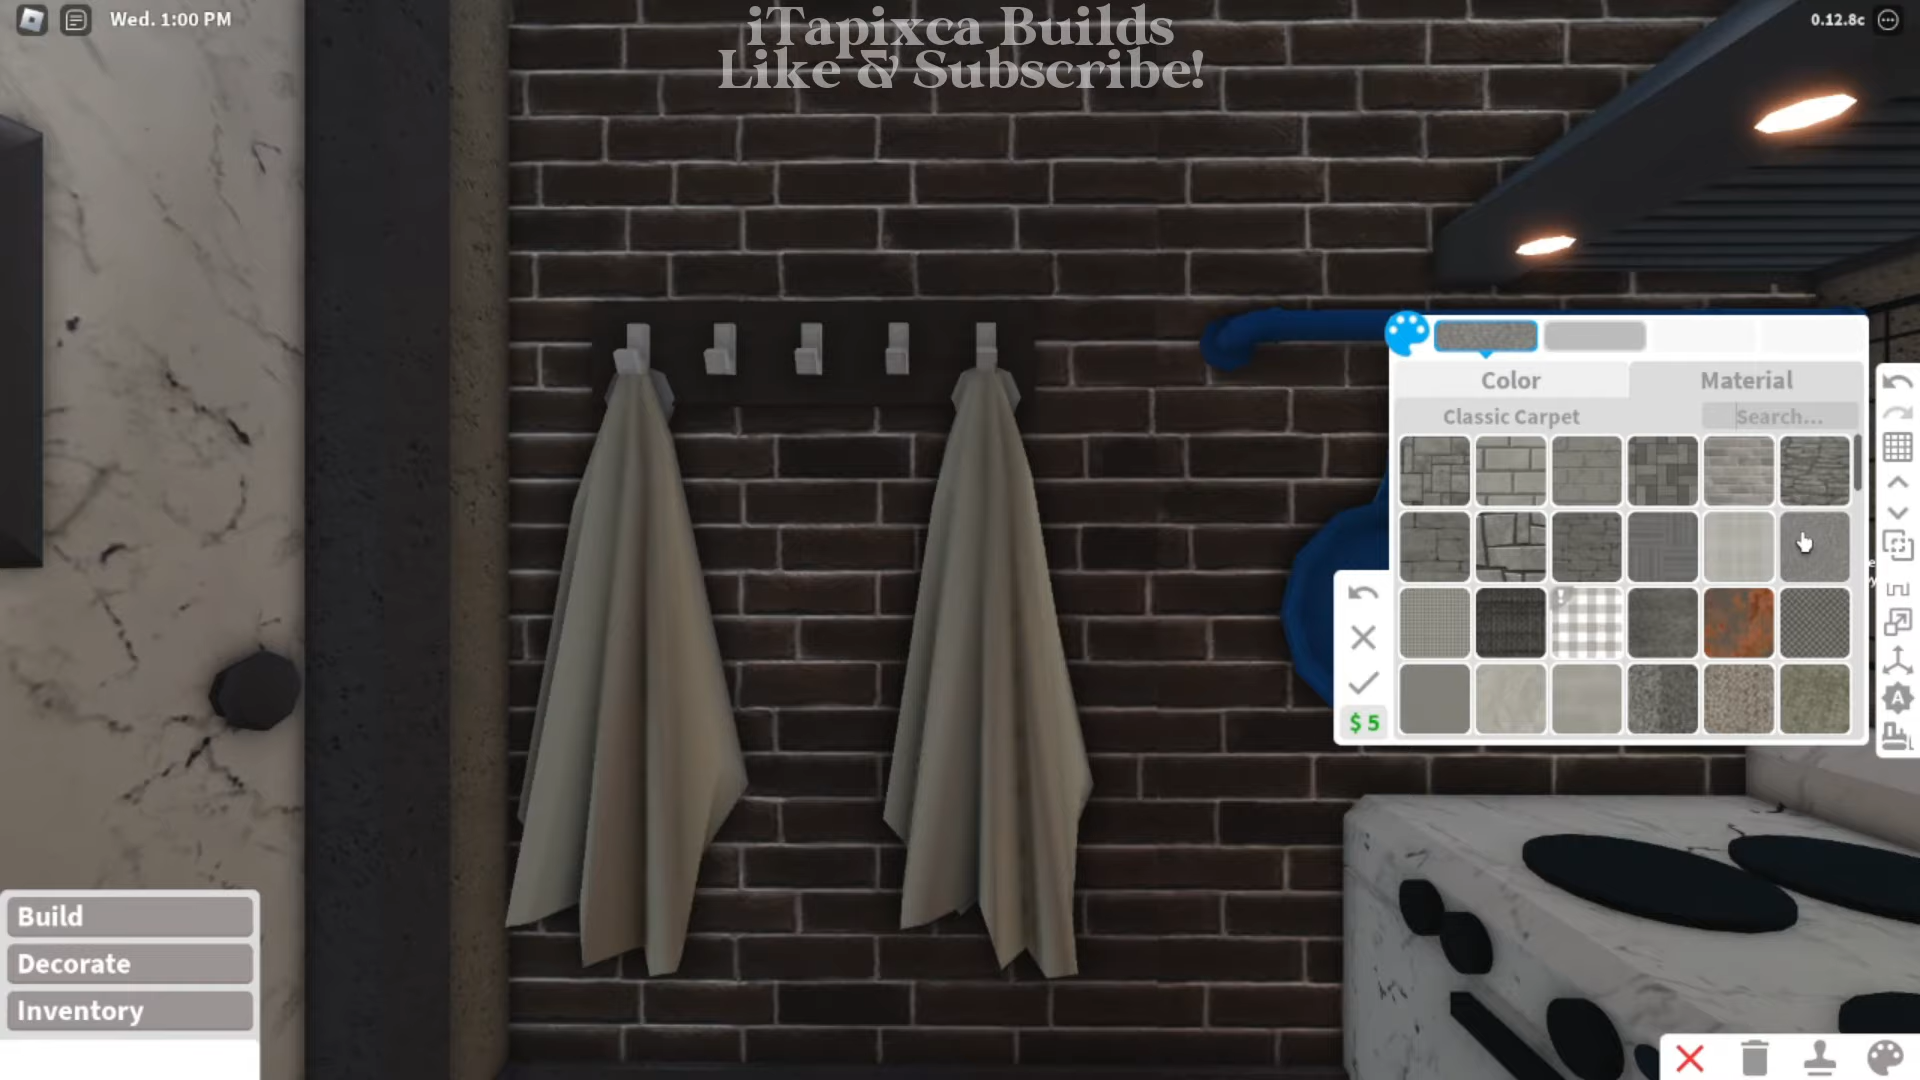 Wed. 1:00 PM
iTapixca Builds
Like & Subscribe!
0.12.8c
Color
Material
Classic Carpet
Search...
$ 5
A
Build
Decorate
Inventory